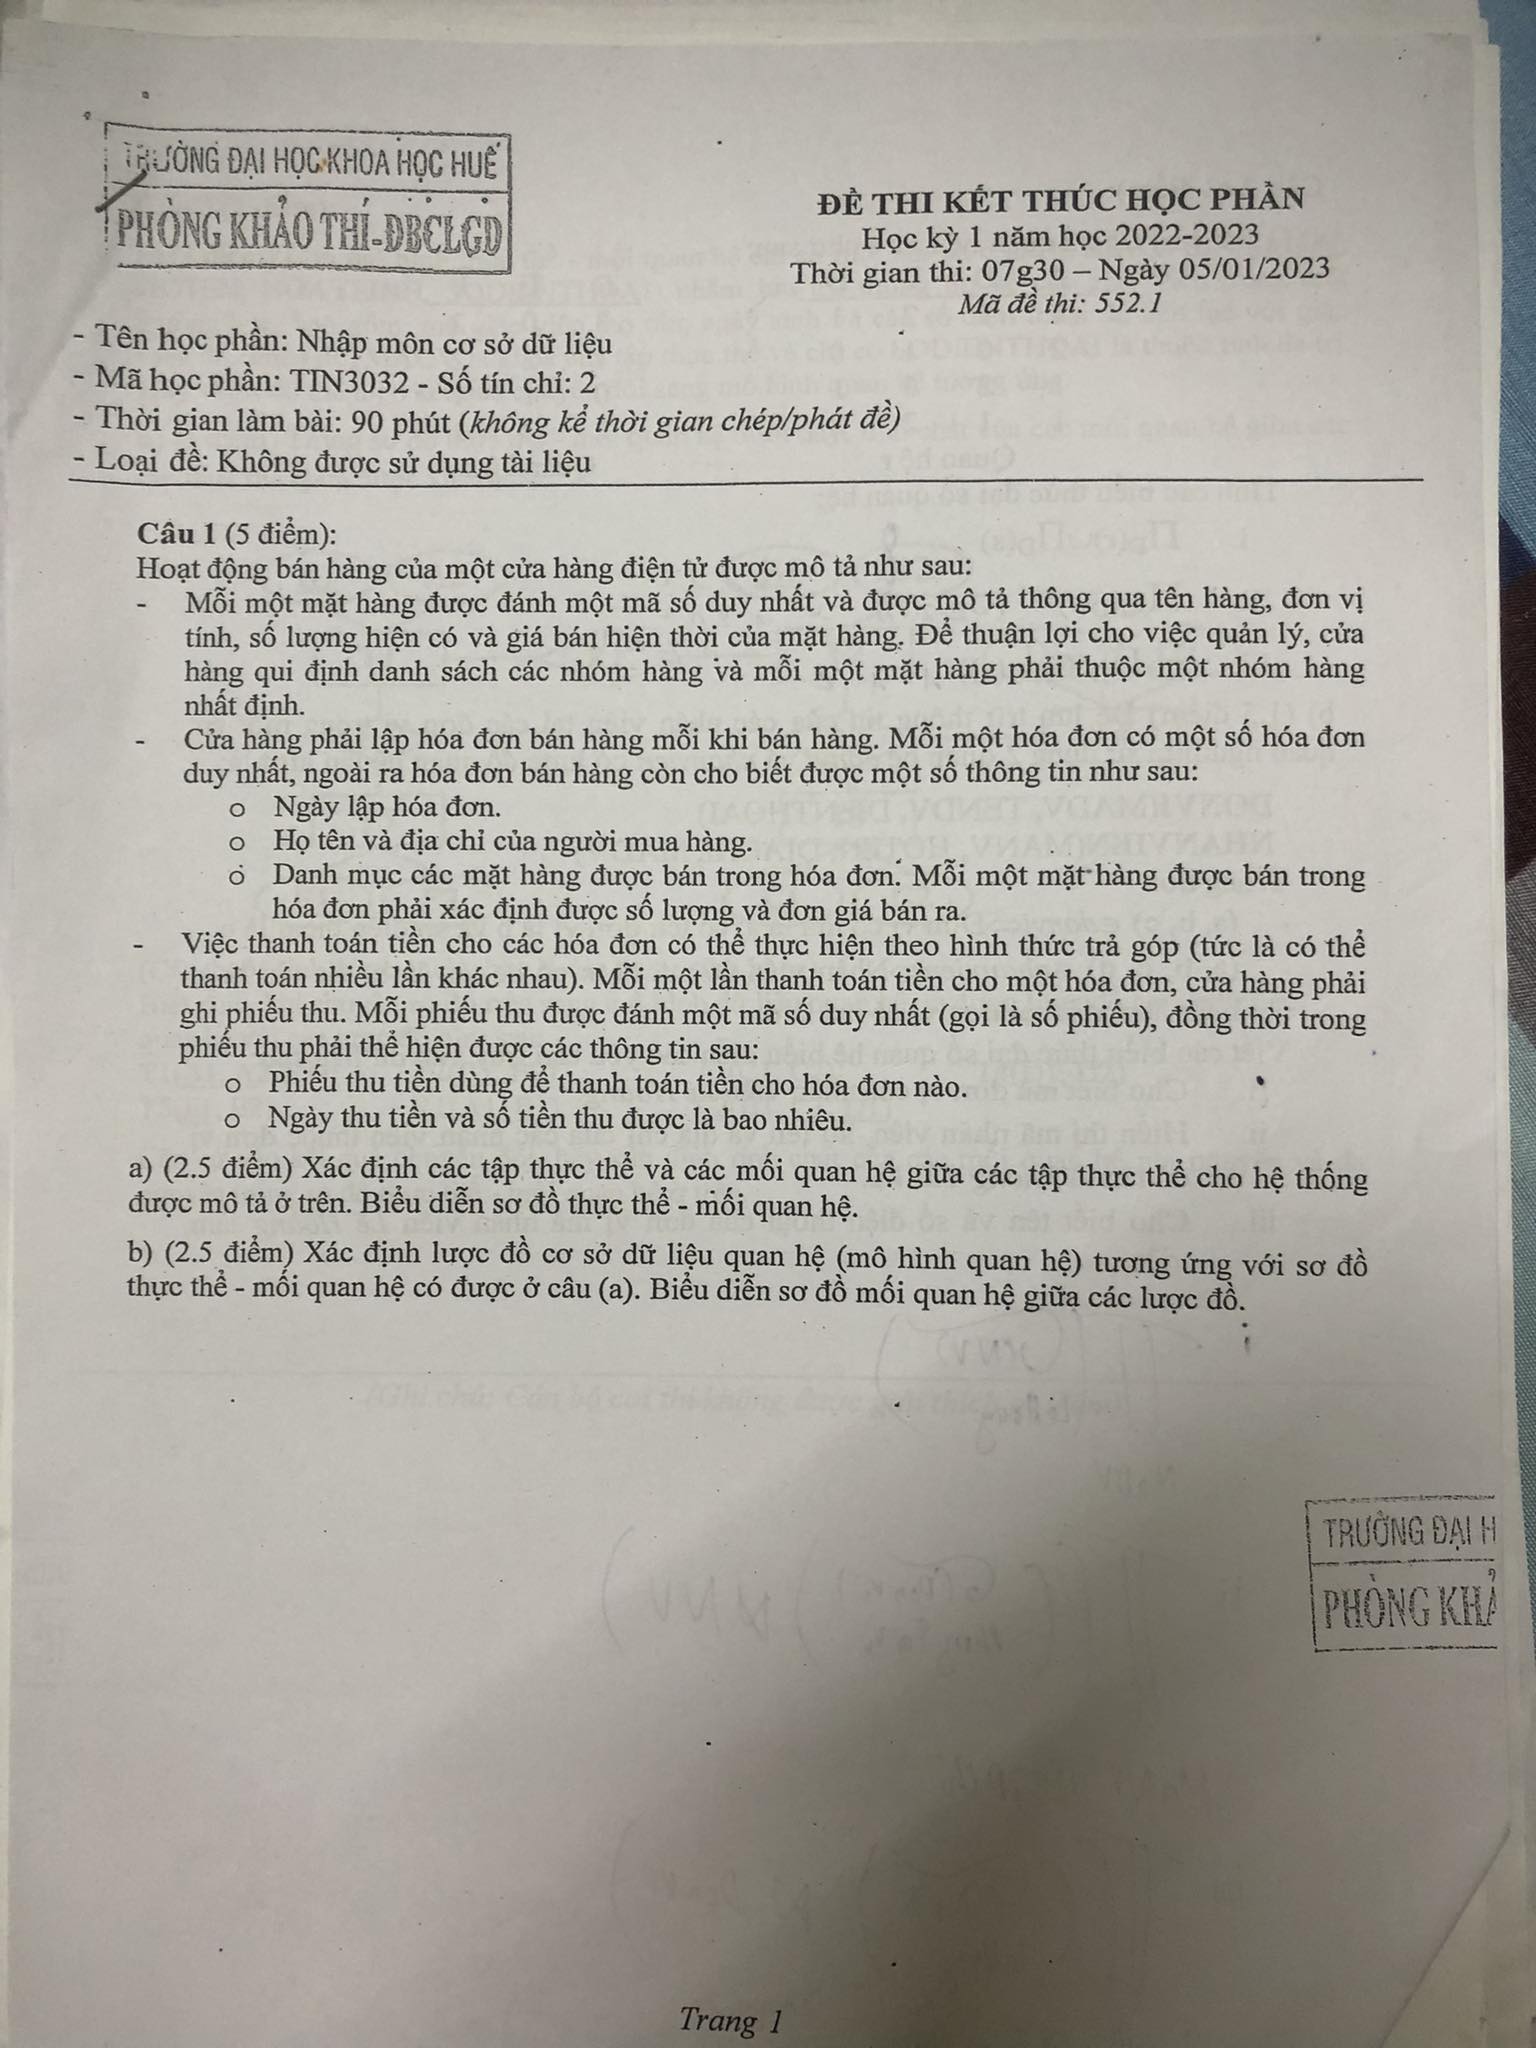 TRƯỜNG ĐẠI HỌC KHOA HỌC HUẾ
PHÒNG KHẢO THÍ-ĐBCLGD
ĐỀ THI KẾT THÚC HỌC PHẦN
Học kỳ 1 năm học 2022-2023
Thời gian thi: 07g30 – Ngày 05/01/2023
Mã đề thi: 552.1
- Tên học phần: Nhập môn cơ sở dữ liệu
- Mã học phần: TIN3032 - Số tín chỉ: 2
- Thời gian làm bài: 90 phút (không kể thời gian chép/phát đề)
- Loại đề: Không được sử dụng tài liệu
Câu 1 (5 điểm):
Hoạt động bán hàng của một cửa hàng điện tử được mô tả như sau:
- Mỗi một mặt hàng được đánh một mã số duy nhất và được mô tả thông qua tên hàng, đơn vị
tính, số lượng hiện có và giá bán hiện thời của mặt hàng. Để thuận lợi cho việc quản lý, cửa
hàng qui định danh sách các nhóm hàng và mỗi một mặt hàng phải thuộc một nhóm hàng
nhất định.
- Cửa hàng phải lập hóa đơn bán hàng mỗi khi bán hàng. Mỗi một hóa đơn có một số hóa đơn
duy nhất, ngoài ra hóa đơn bán hàng còn cho biết được một số thông tin như sau:
o Ngày lập hóa đơn.
o Họ tên và địa chỉ của người mua hàng.
o Danh mục các mặt hàng được bán trong hóa đơn. Mỗi một mặt hàng được bán trong
hóa đơn phải xác định được số lượng và đơn giá bán ra.
- Việc thanh toán tiền cho các hóa đơn có thể thực hiện theo hình thức trả góp (tức là có thể
thanh toán nhiều lần khác nhau). Mỗi một lần thanh toán tiền cho một hóa đơn, cửa hàng phải
ghi phiếu thu. Mỗi phiếu thu được đánh một mã số duy nhất (gọi là số phiếu), đồng thời trong
phiếu thu phải thể hiện được các thông tin sau:
o Phiếu thu tiền dùng để thanh toán tiền cho hóa đơn nào.
o Ngày thu tiền và số tiền thu được là bao nhiêu.
a) (2.5 điểm) Xác định các tập thực thể và các mối quan hệ giữa các tập thực thể cho hệ thống
được mô tả ở trên. Biểu diễn sơ đồ thực thể - mối quan hệ.
b) (2.5 điểm) Xác định lược đồ cơ sở dữ liệu quan hệ (mô hình quan hệ) tương ứng với sơ đồ
thực thể - mối quan hệ có được ở câu (a). Biểu diễn sơ đồ mối quan hệ giữa các lược đồ.
TRƯỜNG ĐẠI H
PHÒNG KHẢ
Trang 1